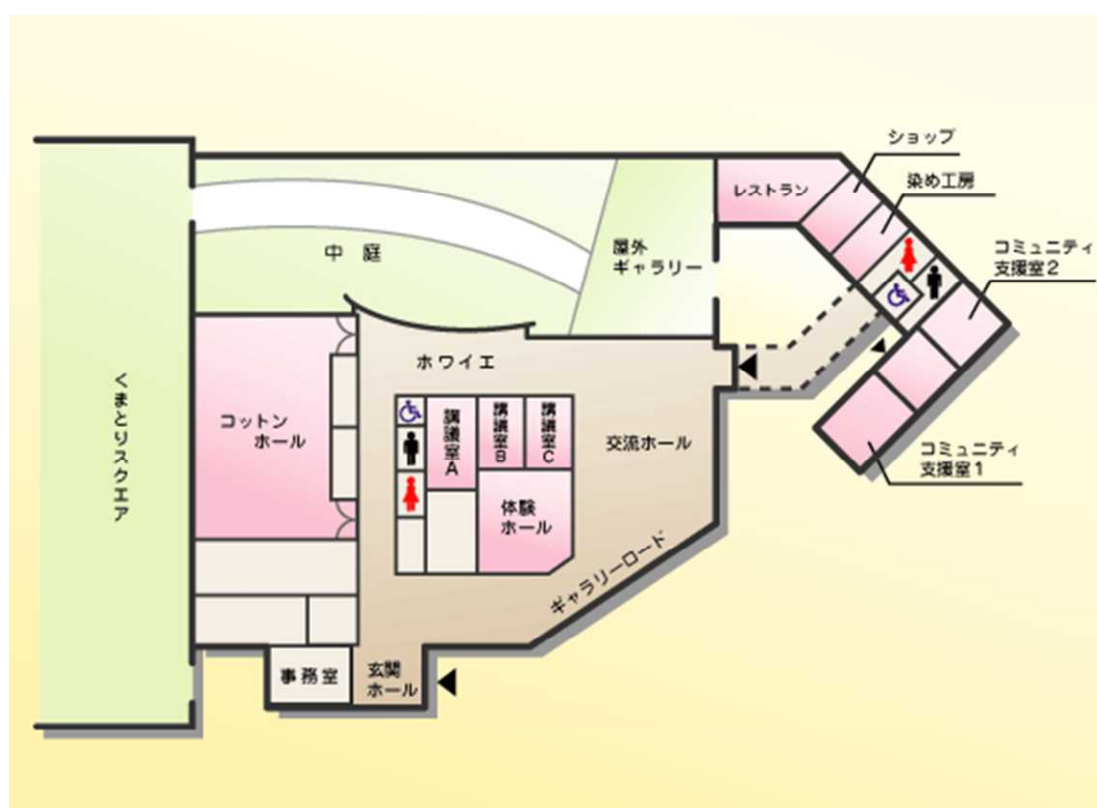 ショップ
染め工房
レストラン
コミュニティ
支援室2
屋外
ギャラリー
中庭
ホワイエ
くまとりスクエア
コットン
ホール
講議室A
講議室B
講議室C
交流ホール
体験
ホール
コミュニティ
支援室1
ギャラリーロード
事務室
玄関
ホール